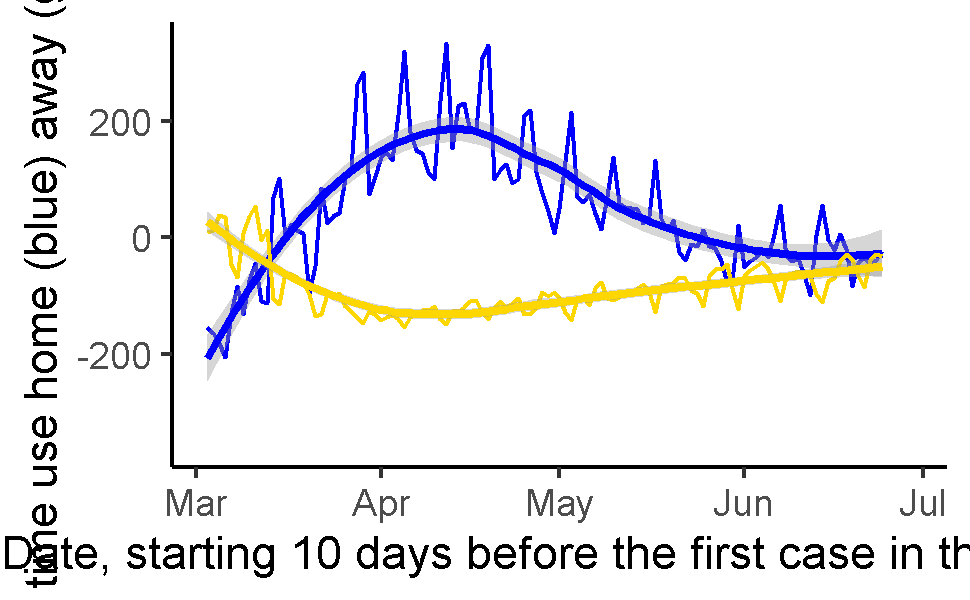 time use home (blue) away (
200
0
-200
Mar Apr May Jun Jul
Date, starting 10 days before the first case in th